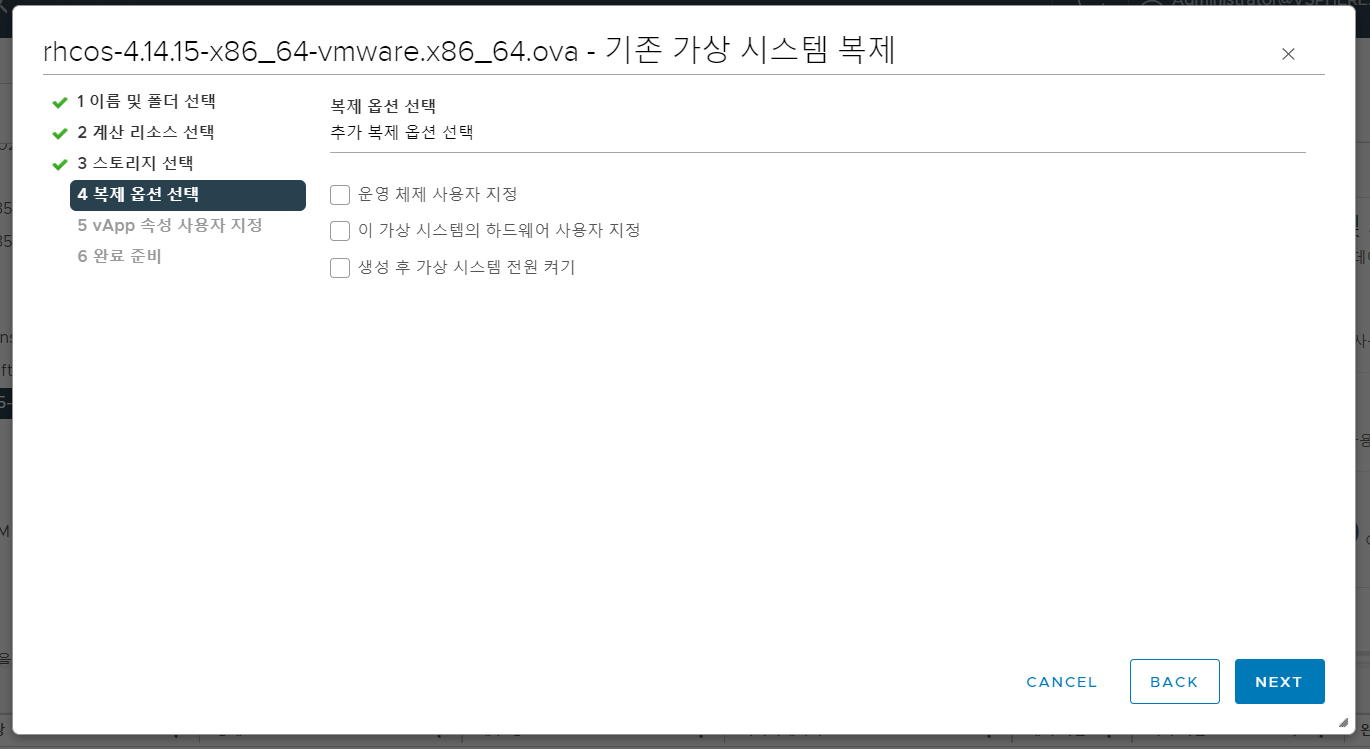 Administrator@VSPHERE.
rhcos-4.14.15-x86_64-vmware.x86_64.ova - 기존 가상 시스템 복제
1 이름 및 폴더 선택
2 계산 리소스 선택
3 스토리지 선택
4 복제 옵션 선택
5 vApp 속성 사용자 지정
6 완료 준비
복제 옵션 선택
추가 복제 옵션 선택
운영 체제 사용자 지정
이 가상 시스템의 하드웨어 사용자 지정
생성 후 가상 시스템 전원 켜기
CANCEL
BACK
NEXT